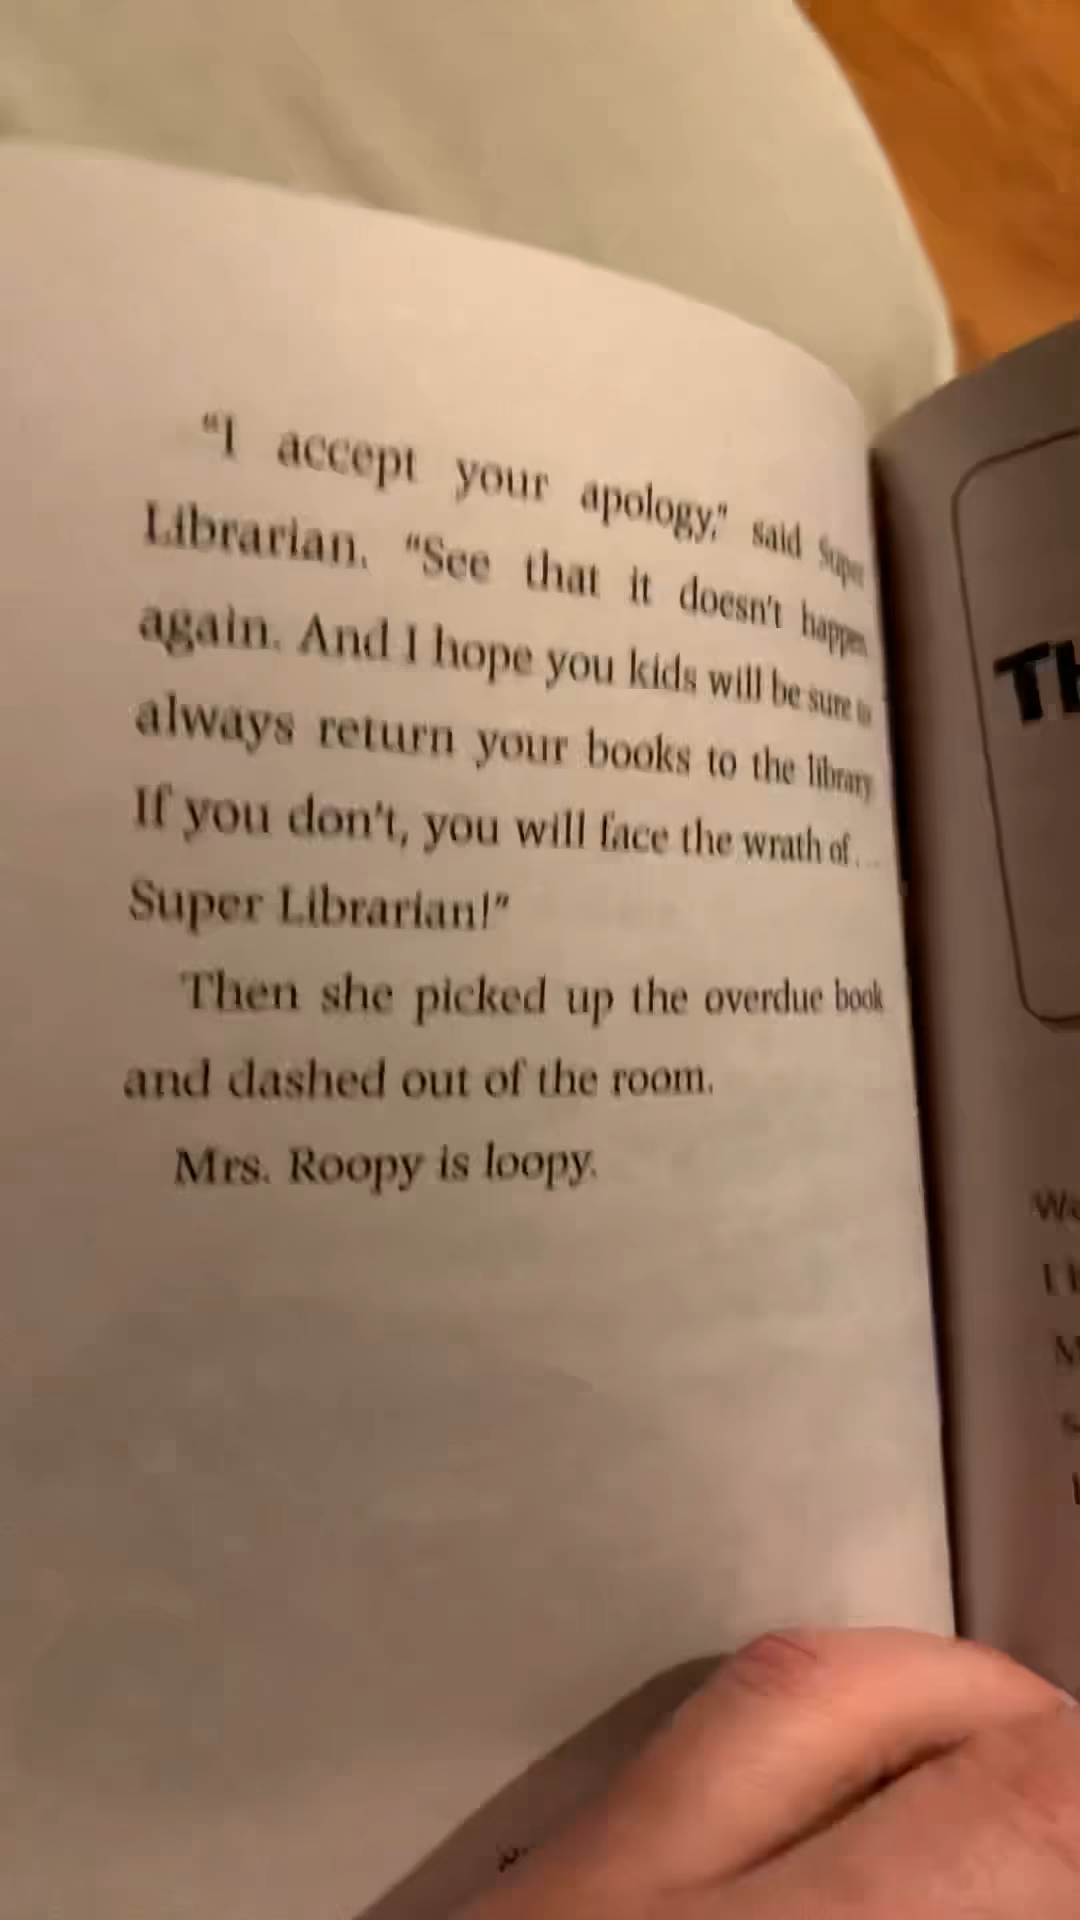 “I accept your apology,” said Super
Librarian. “See that it doesn’t happen
again. And I hope you kids will be sure to
always return your books to the library.
If you don’t, you will face the wrath of . . .
Super Librarian!”
Then she picked up the overdue book
and dashed out of the room.
Mrs. Roopy is loopy.
Th
We
I
M